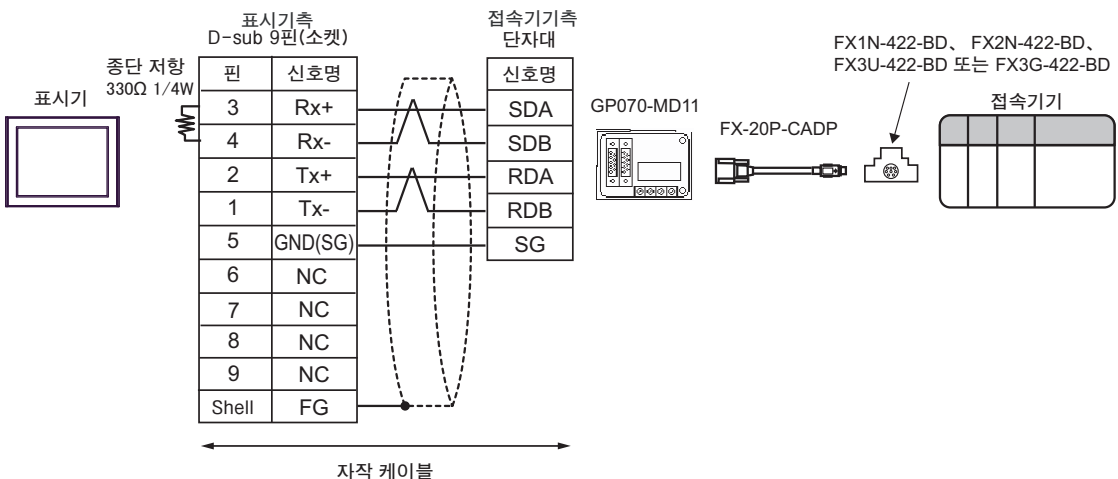 표시기측
D-sub 9핀(소켓)
접속기기측
단자대
FX1N-422-BD、 FX2N-422-BD、
FX3U-422-BD 또는 FX3G-422-BD
종단 저항
330Ω 1/4W
표시기
핀 신호명
신호명
GP070-MD11
FX-20P-CADP
접속기기
3 Rx+ SDA
4 Rx- SDB
2 Tx+ RDA
1 Tx- RDB
5 GND(SG) SG
6 NC
7 NC
8 NC
9 NC
Shell FG
자작 케이블